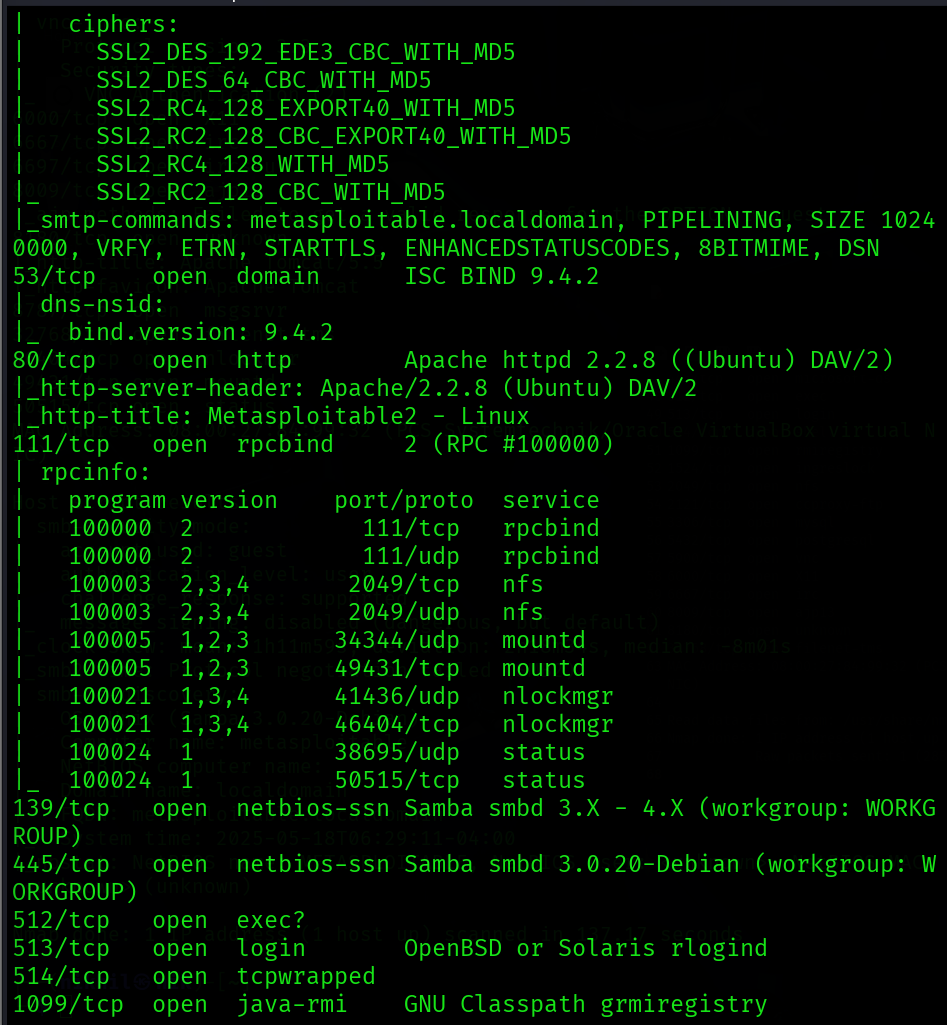 |   ciphers:
|     SSL2_DES_192_EDE3_CBC_WITH_MD5
|     SSL2_DES_64_CBC_WITH_MD5
|     SSL2_RC4_128_EXPORT40_WITH_MD5
|     SSL2_RC2_128_CBC_EXPORT40_WITH_MD5
|     SSL2_RC4_128_WITH_MD5
|_    SSL2_RC2_128_CBC_WITH_MD5
|_smtp-commands: metasploitable.localdomain, PIPELINING, SIZE 1024
0000, VRFY, ETRN, STARTTLS, ENHANCEDSTATUSCODES, 8BITMIME, DSN
53/tcp    open  domain      ISC BIND 9.4.2
| dns-nsid:
|_  bind.version: 9.4.2
80/tcp    open  http        Apache httpd 2.2.8 ((Ubuntu) DAV/2)
|_http-server-header: Apache/2.2.8 (Ubuntu) DAV/2
|_http-title: Metasploitable2 - Linux
111/tcp   open  rpcbind     2 (RPC #100000)
| rpcinfo:
|   program version    port/proto  service
|   100000  2            111/tcp   rpcbind
|   100000  2            111/udp   rpcbind
|   100003  2,3,4       2049/tcp   nfs
|   100003  2,3,4       2049/udp   nfs
|   100005  1,2,3      34344/udp   mountd
|   100005  1,2,3      49431/tcp   mountd
|   100021  1,3,4      41436/udp   nlockmgr
|   100021  1,3,4      46404/tcp   nlockmgr
|   100024  1          38695/udp   status
|_  100024  1          50515/tcp   status
139/tcp   open  netbios-ssn Samba smbd 3.X - 4.X (workgroup: WORKG
ROUP)
445/tcp   open  netbios-ssn Samba smbd 3.0.20-Debian (workgroup: W
ORKGROUP)
512/tcp   open  exec?
513/tcp   open  login       OpenBSD or Solaris rlogind
514/tcp   open  tcpwrapped
1099/tcp  open  java-rmi    GNU Classpath grmiregistry